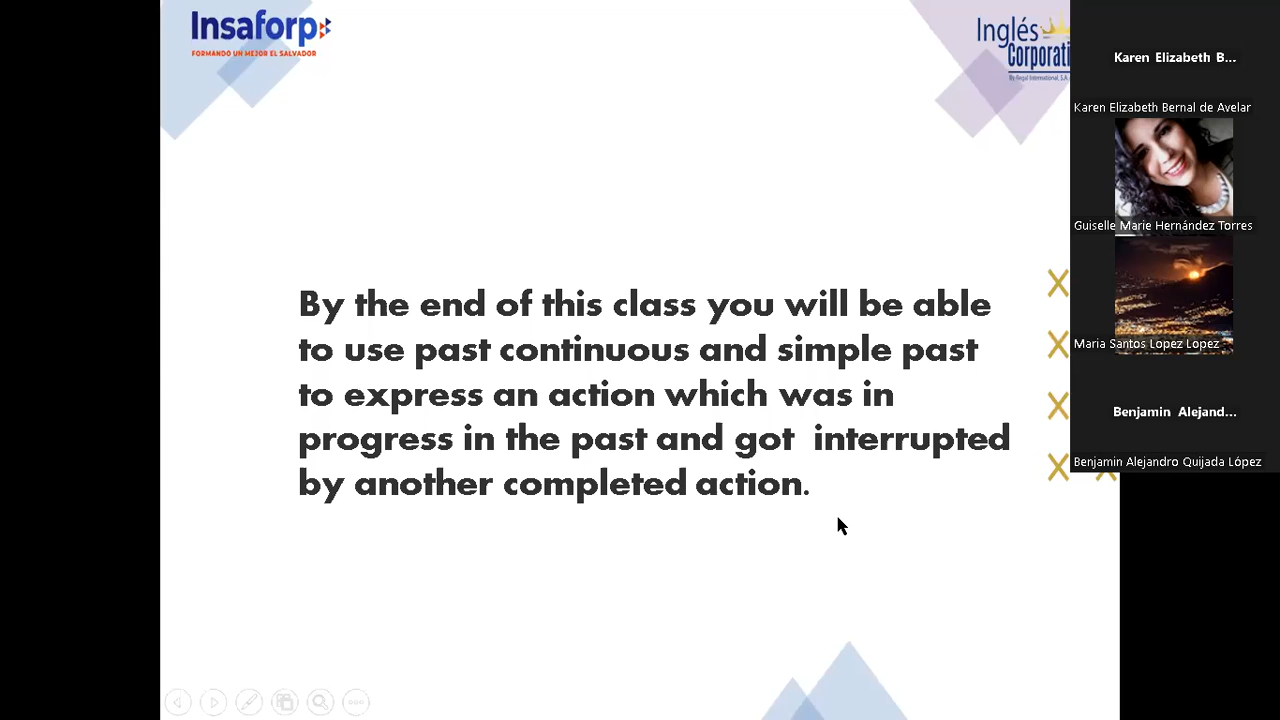 Insaforp
FORMANDO UN MEJOR EL SALVADOR
Inglés
Corporati
By Regal International, S.A.
By the end of this class you will be able
to use past continuous and simple past
to express an action which was in
progress in the past and got interrupted
by another completed action.
Karen Elizabeth B...
Karen Elizabeth Bernal de Avelar
Guiselle Marie Hernández Torres
Maria Santos Lopez Lopez
Benjamin Alejand...
Benjamin Alejandro Quijada López